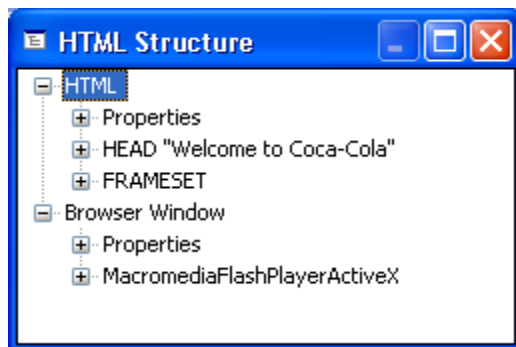 HTML Structure
HTML
Properties
HEAD "Welcome to Coca-Cola"
FRAMESET
Browser Window
Properties
MacromediaFlashPlayerActiveX